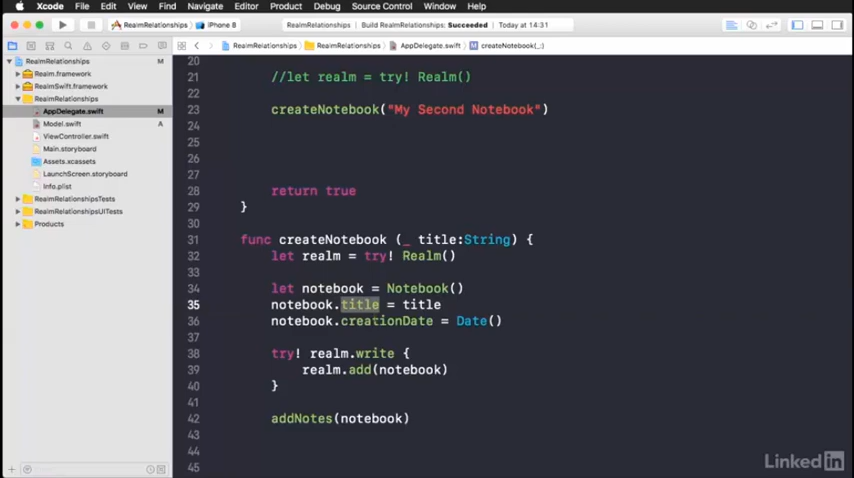 Xcode File Edit View Find Navigate Editor Product Debug Source Control Window Help
RealmRelationships iPhone 8 RealmRelationships Build RealmRelationships: Succeeded Today at 14:31
RealmRelationships RealmRelationships AppDelegate.swift M createNotebook(_:)
RealmRelationships M
Realm.framework
RealmSwift.framework
RealmRelationships
AppDelegate.swift M
Model.swift A
ViewController.swift
Main.storyboard
Assets.xcassets
LaunchScreen.storyboard
Info.plist
RealmRelationshipsTests
RealmRelationshipsUITests
Products
20
21 //let realm = try! Realm()
22
23 createNotebook("My Second Notebook")
24
25
26
27
28 return true
29 }
30
31 func createNotebook (_ title:String) {
32 let realm = try! Realm()
33
34 let notebook = Notebook()
35 notebook.title = title
36 notebook.creationDate = Date()
37
38 try! realm.write {
39 realm.add(notebook)
40 }
41
42 addNotes(notebook)
43
44
45
Linked in